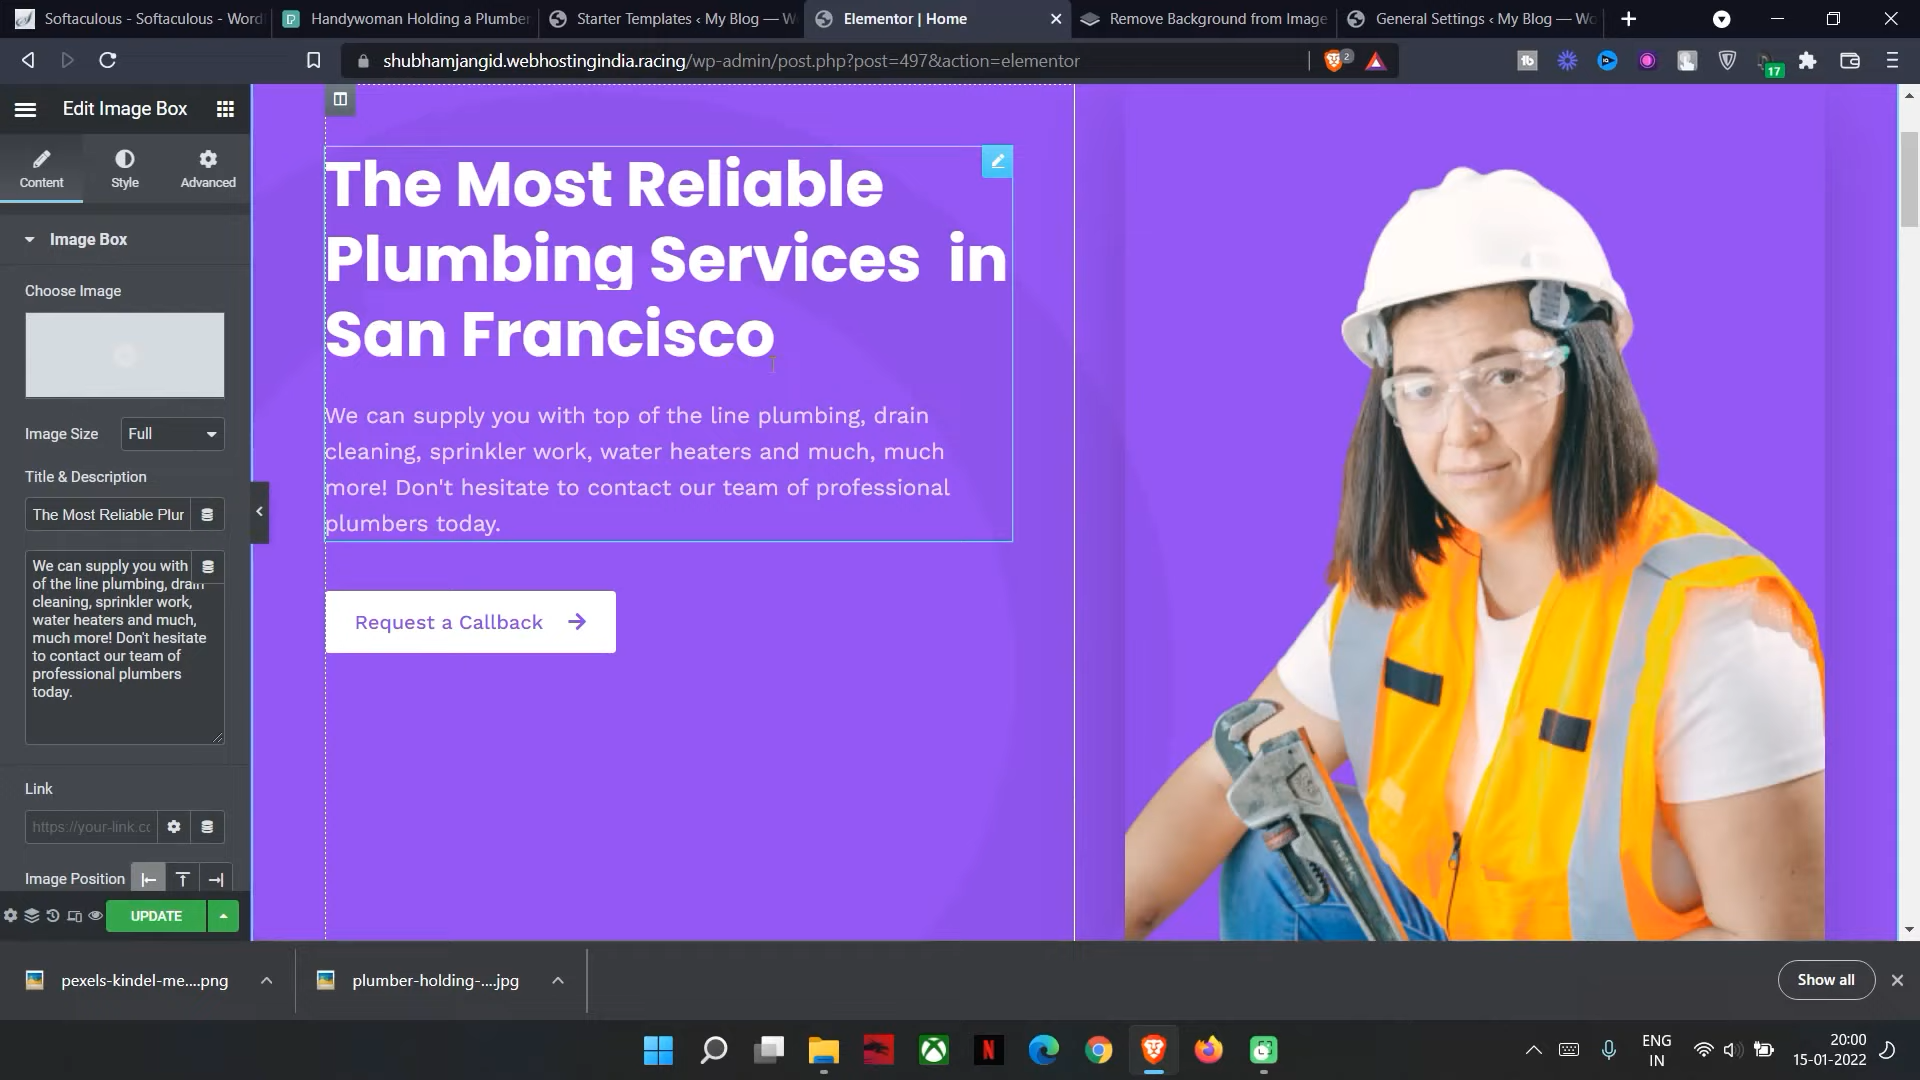 Softaculous - Softaculous - Word
Handywoman Holding a Plumber
Starter Templates ‹ My Blog — W
Elementor | Home
Remove Background from Image
General Settings ‹ My Blog — Wo
shubhamjangid.webhostingindia.racing/wp-admin/post.php?post=497&action=elementor
2
17
Edit Image Box
Content
Style
Advanced
Image Box
Choose Image
Image Size
Full
Title & Description
The Most Reliable Plur
We can supply you with
of the line plumbing, drain
cleaning, sprinkler work,
water heaters and much,
much more! Don't hesitate
to contact our team of
professional plumbers
today.
Link
https://your-link.cc
Image Position
UPDATE
The Most Reliable
Plumbing Services in
San Francisco
We can supply you with top of the line plumbing, drain
cleaning, sprinkler work, water heaters and much, much
more! Don't hesitate to contact our team of professional
plumbers today.
Request a Callback
pexels-kindel-me....png
plumber-holding-....jpg
Show all
ENG
IN
20:00
15-01-2022